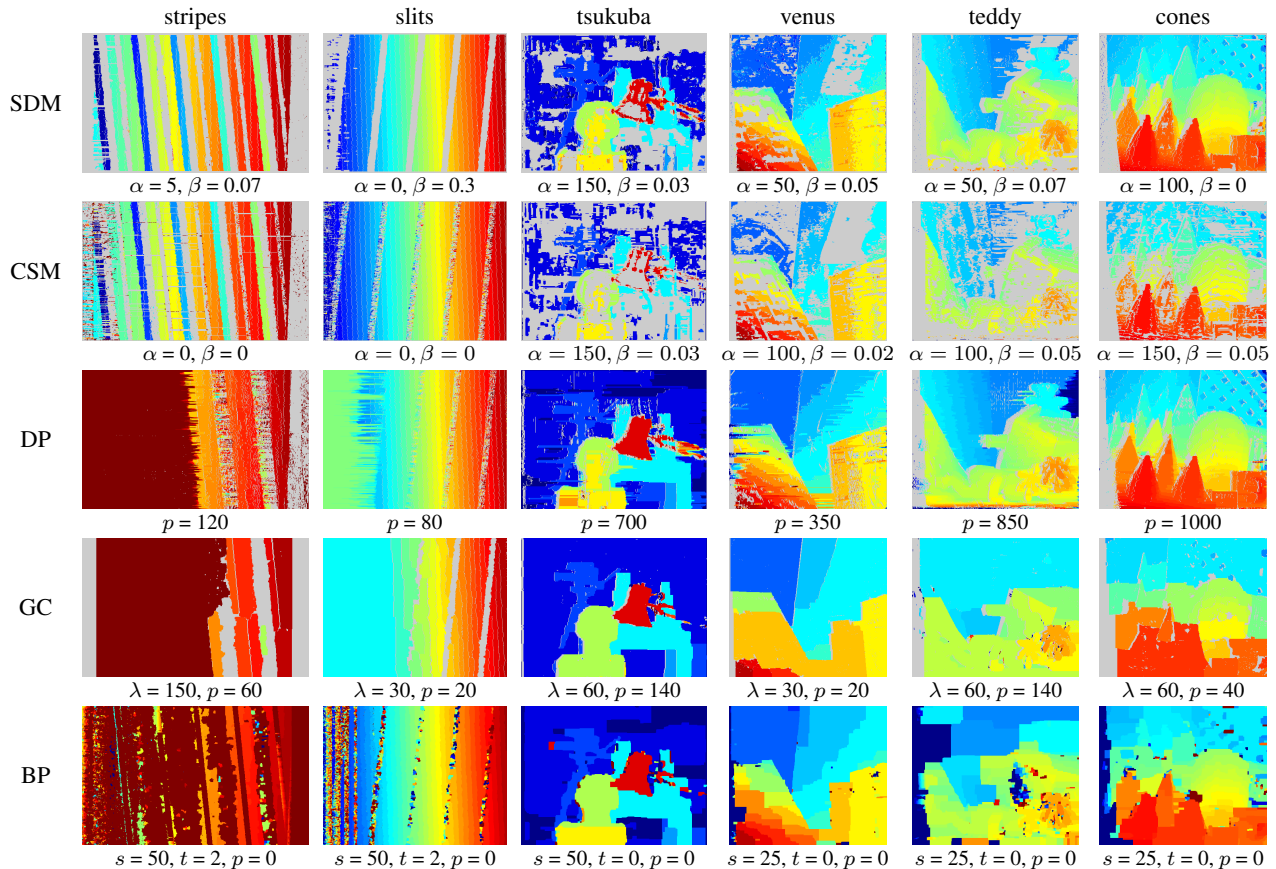 stripes slits tsukuba venus teddy cones
SDM
α = 5, β = 0.07 α = 0, β = 0.3 α = 150, β = 0.03 α = 50, β = 0.05 α = 50, β = 0.07 α = 100, β = 0
CSM
α = 0, β = 0 α = 0, β = 0 α = 150, β = 0.03 α = 100, β = 0.02 α = 100, β = 0.05 α = 150, β = 0.05
DP
p = 120 p = 80 p = 700 p = 350 p = 850 p = 1000
GC
λ = 150, p = 60 λ = 30, p = 20 λ = 60, p = 140 λ = 30, p = 20 λ = 60, p = 140 λ = 60, p = 40
BP
s = 50, t = 2, p = 0 s = 50, t = 2, p = 0 s = 50, t = 0, p = 0 s = 25, t = 0, p = 0 s = 25, t = 0, p = 0 s = 25, t = 0, p = 0